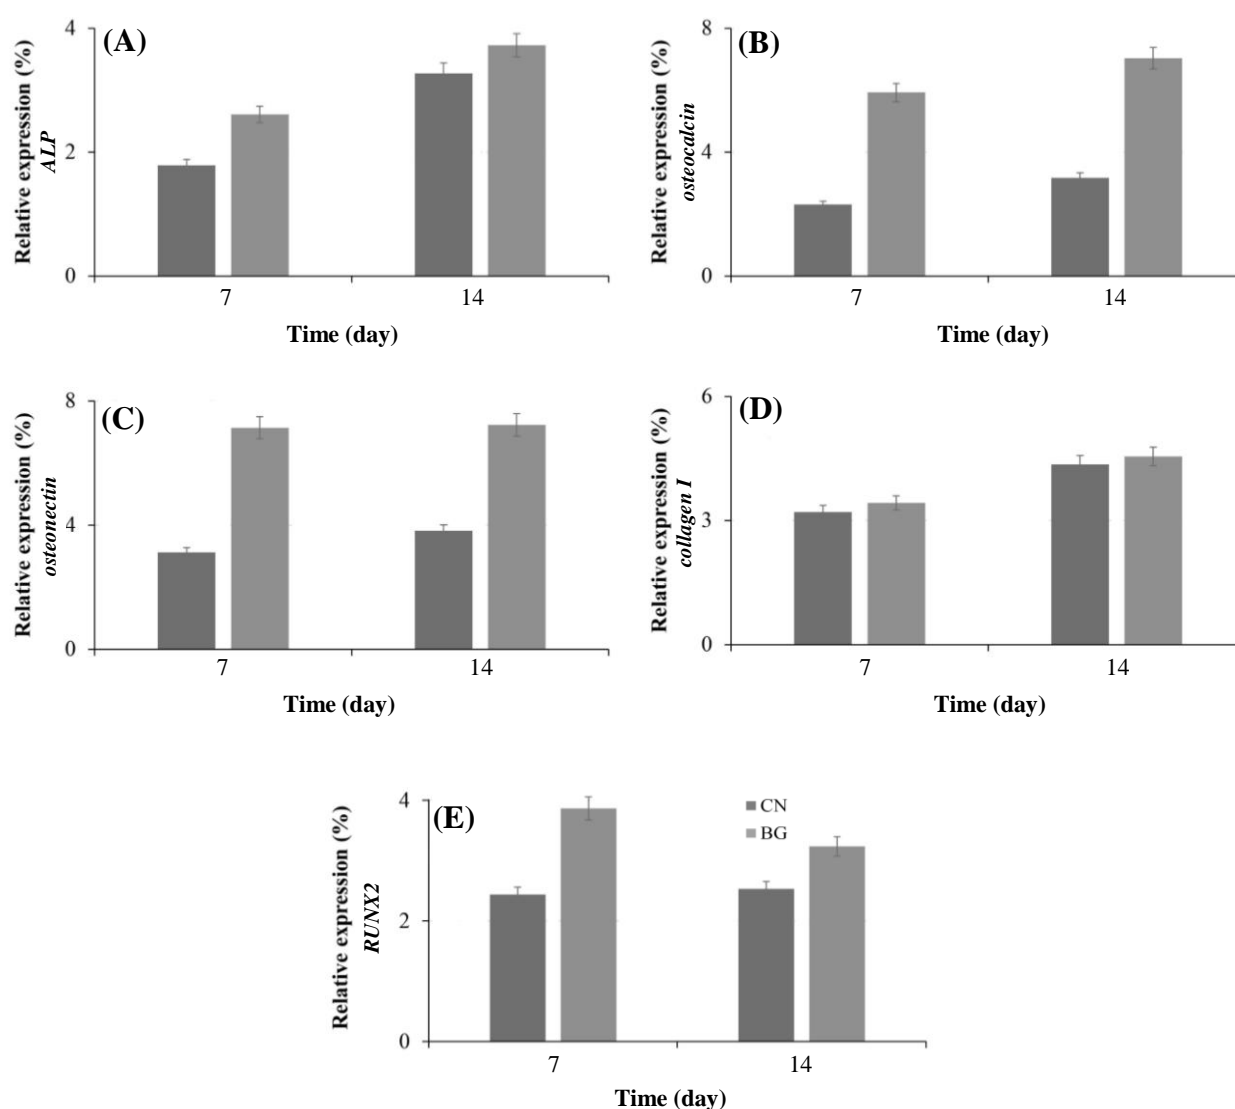 (A)
Relative expression (%)
ALP
4
2
0
7
14
Time (day)
(B)
Relative expression (%)
osteocalcin
8
4
0
7
14
Time (day)
(C)
Relative expression (%)
osteonectin
8
4
0
7
14
Time (day)
(D)
Relative expression (%)
collagen I
6
3
0
7
14
Time (day)
(E)
Relative expression (%)
RUNX2
4
2
0
CN
BG
7
14
Time (day)